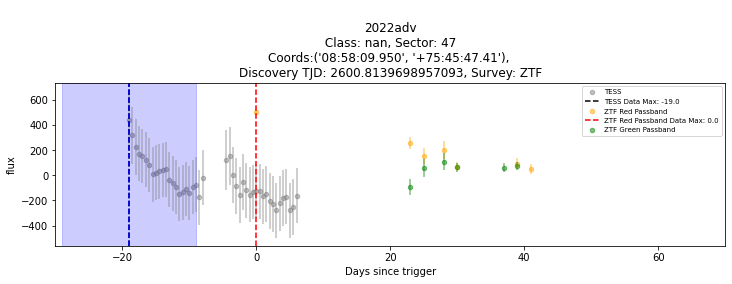 2022adv
Class: nan, Sector: 47
Coords:('08:58:09.950', '+75:45:47.41'),
Discovery TJD: 2600.8139698957093, Survey: ZTF
TESS
TESS Data Max: -19.0
ZTF Red Passband
ZTF Red Passband Data Max: 0.0
ZTF Green Passband
flux
600
400
200
0
−200
−400
−20
0
20
40
60
Days since trigger